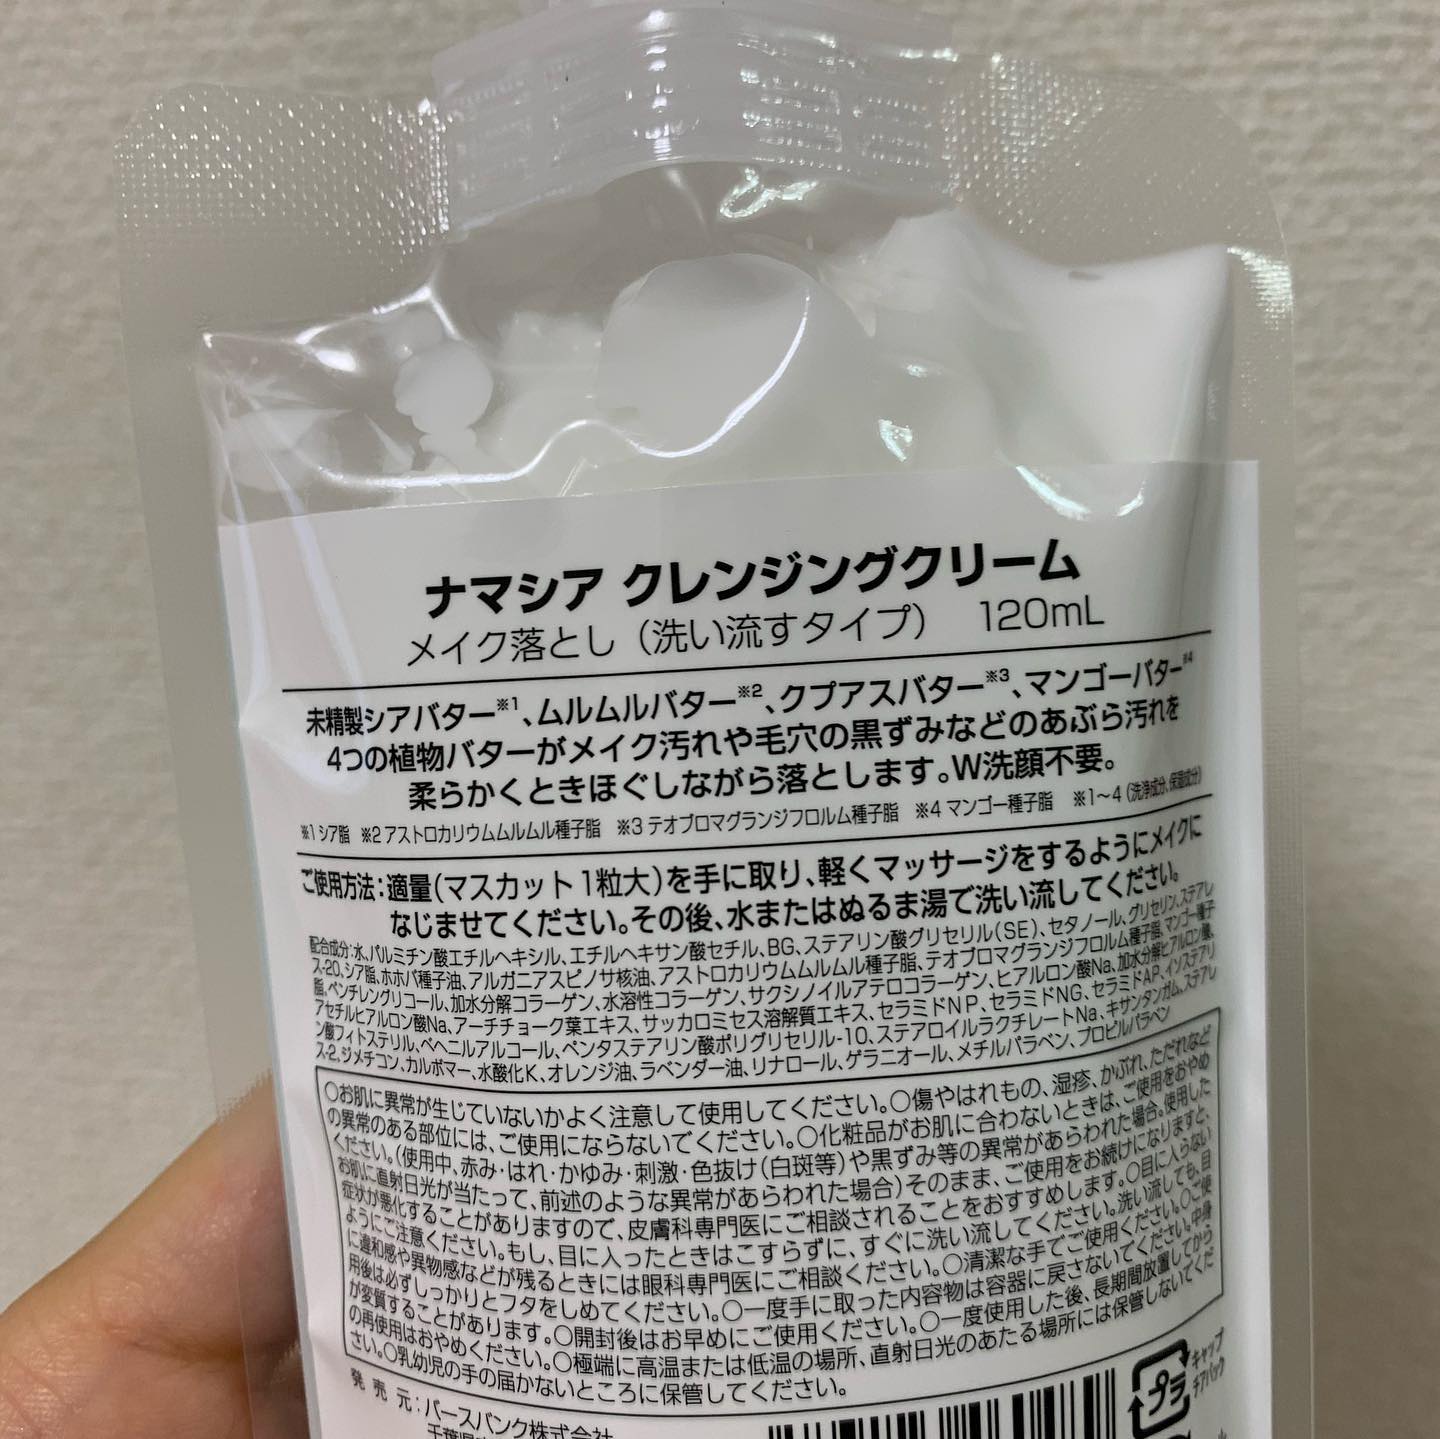 ナマシア クレンジングクリーム
メイク落とし（洗い流すタイプ） 120mL
未精製シアバター※1、ムルムルバター※2、クプアスバター※3、マンゴーバター※4
4つの植物バターがメイク汚れや毛穴の黒ずみなどのあぶら汚れを
柔らかくときほぐしながら落とします。W洗顔不要。
※1 シア脂 ※2 アストロカリウムムルムル種子脂 ※3 テオブロマグランジフロルム種子脂 ※4 マンゴー種子脂 ※1～4（洗浄成分、保湿成分）
ご使用方法：適量（マスカット1粒大）を手に取り、軽くマッサージをするようにメイクに
なじませてください。その後、水またはぬるま湯で洗い流してください。
配合成分：水、パルミチン酸エチルヘキシル、エチルヘキサン酸セチル、BG、ステアリン酸グリセリル（SE）、セタノール、グリセリン、ステアレ
ス-20、シア脂、ホホバ種子油、アルガニアスピノサ核油、アストロカリウムムルムル種子脂、テオブロマグランジフロルム種子脂、マンゴー種子
脂、ペンチレングリコール、加水分解コラーゲン、水溶性コラーゲン、サクシノイルアテロコラーゲン、ヒアルロン酸Na、加水分解ヒアルロン酸、
アセチルヒアルロン酸Na、アーチチョーク葉エキス、サッカロミセス溶解質エキス、セラミドNP、セラミドNG、セラミドAP、イソステアリ
ン酸フィトステリル、ベヘニルアルコール、ペンタステアリン酸ポリグリセリル-10、ステアロイルラクチレートNa、キサンタンガム、ステアレ
ス-2、ジメチコン、カルボマー、水酸化K、オレンジ油、ラベンダー油、リナロール、ゲラニオール、メチルパラベン、プロピルパラベン
○お肌に異常が生じていないかよく注意して使用してください。○傷やはれもの、湿疹、かぶれ、ただれなど
の異常のある部位には、ご使用にならないでください。○化粧品がお肌に合わないときは、ご使用をおやめ
ください。（使用中、赤み・はれ・かゆみ・刺激・色抜け（白斑等）や黒ずみ等の異常があらわれた場合。使用した
お肌に直射日光が当たって、前述のような異常があらわれた場合）そのまま、ご使用をお続けになりますと、
症状が悪化することがありますので、皮膚科専門医にご相談されることをおすすめします。○目に入らない
ようにご注意ください。もし、目に入ったときはこすらずに、すぐに洗い流してください。洗い流しても、目
に違和感や異物感などが残るときには眼科専門医にご相談ください。○清潔な手でご使用ください。○ご使
用後は必ずしっかりとフタをしめてください。○一度手に取った内容物は容器に戻さないでください。中身
が変質することがあります。○開封後はお早めにご使用ください。○一度使用した後、長期間放置してから
の再使用はおやめください。○極端に高温または低温の場所、直射日光のあたる場所には保管しないでくだ
さい。○乳幼児の手の届かないところに保管してください。
発売元：バースバンク株式会社
プラ
キャップ
チアパック